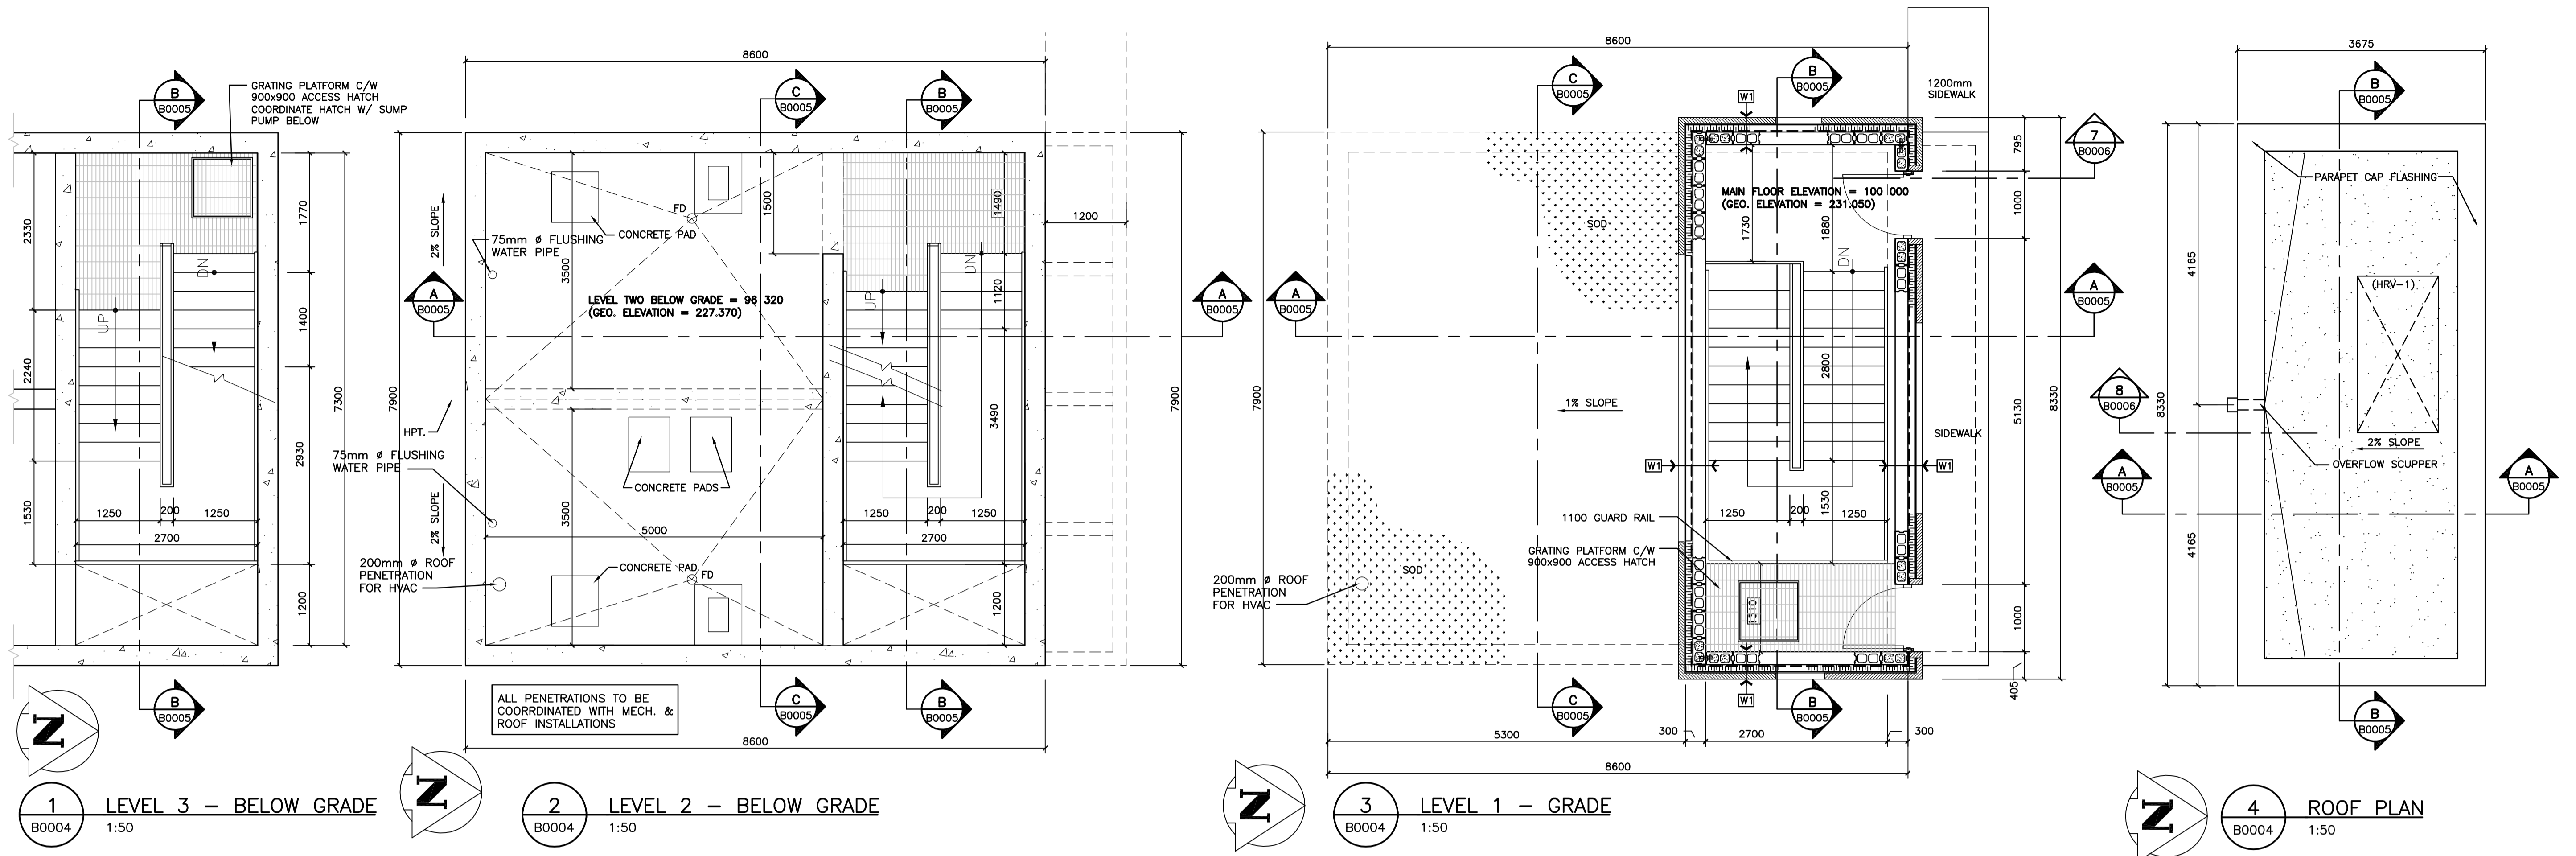 B
B0005
GRATING PLATFORM C/W
900x900 ACCESS HATCH
COORDINATE HATCH W/ SUMP
PUMP BELOW
2330
1770
DN
UP
1400
2240
7300
2930
1530
1250
200
1250
2700
1200
B
B0005
N
1
B0004
LEVEL 3 - BELOW GRADE
1:50
8600
C
B0005
B
B0005
7900
2% SLOPE
75mm ø FLUSHING
WATER PIPE
FD
CONCRETE PAD
1500
1490
1200
3500
A
B0005
LEVEL TWO BELOW GRADE = 96 320
(GEO. ELEVATION = 227.370)
UP
DN
1120
A
B0005
7900
3490
HPT.
75mm ø FLUSHING
WATER PIPE
CONCRETE PADS
2% SLOPE
3500
5000
1250
200
1250
2700
200mm ø ROOF
PENETRATION
FOR HVAC
CONCRETE PAD
FD
1200
ALL PENETRATIONS TO BE
COORRDINATED WITH MECH. &
ROOF INSTALLATIONS
C
B0005
B
B0005
8600
N
2
B0004
LEVEL 2 - BELOW GRADE
1:50
8600
C
B0005
B
B0005
W1
1200mm
SIDEWALK
7
B0006
795
1000
MAIN FLOOR ELEVATION = 100 000
(GEO. ELEVATION = 231.050)
SOD
1730
1880
DN
A
B0005
A
B0005
7900
2800
1% SLOPE
5130
8330
SIDEWALK
W1
W1
1530
1250
200
1250
1100 GUARD RAIL
GRATING PLATFORM C/W
900x900 ACCESS HATCH
SOD
200mm ø ROOF
PENETRATION
FOR HVAC
1310
1000
405
W1
C
B0005
B
B0005
5300
300
2700
300
8600
N
3
B0004
LEVEL 1 - GRADE
1:50
3675
B
B0005
PARAPET CAP FLASHING
4165
(HRV-1)
8
B0006
8330
2% SLOPE
OVERFLOW SCUPPER
A
B0005
A
B0005
4165
B
B0005
N
4
B0004
ROOF PLAN
1:50